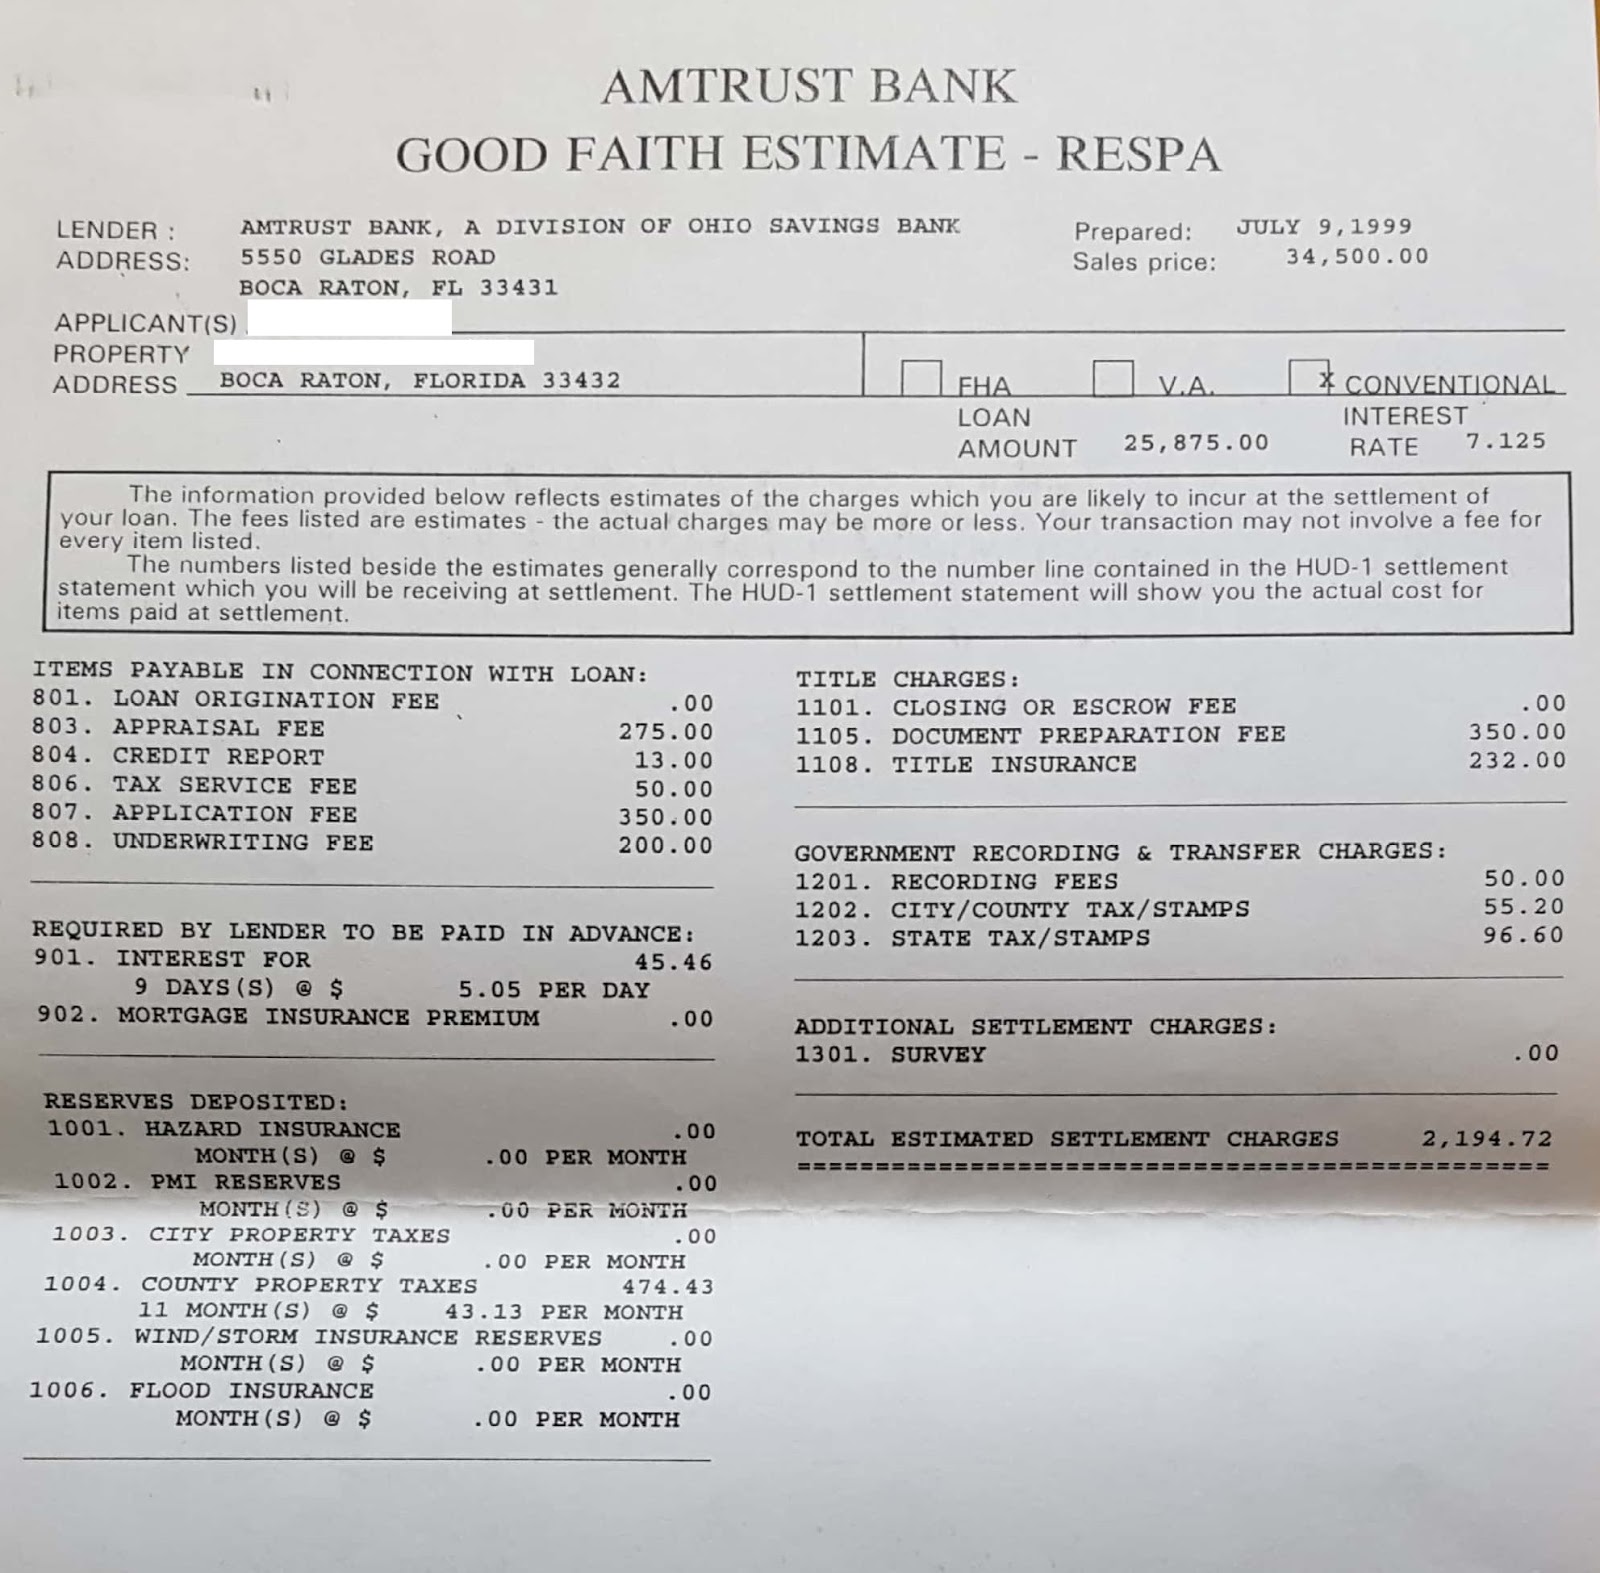 AMTRUST BANK
GOOD FAITH ESTIMATE - RESPA
LENDER : AMTRUST BANK, A DIVISION OF OHIO SAVINGS BANK
ADDRESS: 5550 GLADES ROAD
BOCA RATON, FL 33431
Prepared: JULY 9,1999
Sales price: 34,500.00
APPLICANT(S)
PROPERTY
ADDRESS BOCA RATON, FLORIDA 33432
FHA V.A. X CONVENTIONAL
LOAN INTEREST
AMOUNT 25,875.00 RATE 7.125
The information provided below reflects estimates of the charges which you are likely to incur at the settlement of
your loan. The fees listed are estimates - the actual charges may be more or less. Your transaction may not involve a fee for
every item listed.
The numbers listed beside the estimates generally correspond to the number line contained in the HUD-1 settlement
statement which you will be receiving at settlement. The HUD-1 settlement statement will show you the actual cost for
items paid at settlement.
ITEMS PAYABLE IN CONNECTION WITH LOAN:
801. LOAN ORIGINATION FEE .00
803. APPRAISAL FEE 275.00
804. CREDIT REPORT 13.00
806. TAX SERVICE FEE 50.00
807. APPLICATION FEE 350.00
808. UNDERWRITING FEE 200.00
REQUIRED BY LENDER TO BE PAID IN ADVANCE:
901. INTEREST FOR 45.46
9 DAYS(S) @ $ 5.05 PER DAY
902. MORTGAGE INSURANCE PREMIUM .00
RESERVES DEPOSITED:
1001. HAZARD INSURANCE .00
MONTH(S) @ $ .00 PER MONTH
1002. PMI RESERVES .00
MONTH(S) @ $ .00 PER MONTH
1003. CITY PROPERTY TAXES .00
MONTH(S) @ $ .00 PER MONTH
1004. COUNTY PROPERTY TAXES 474.43
11 MONTH(S) @ $ 43.13 PER MONTH
1005. WIND/STORM INSURANCE RESERVES .00
MONTH(S) @ $ .00 PER MONTH
1006. FLOOD INSURANCE .00
MONTH(S) @ $ .00 PER MONTH
TITLE CHARGES:
1101. CLOSING OR ESCROW FEE .00
1105. DOCUMENT PREPARATION FEE 350.00
1108. TITLE INSURANCE 232.00
GOVERNMENT RECORDING & TRANSFER CHARGES:
1201. RECORDING FEES 50.00
1202. CITY/COUNTY TAX/STAMPS 55.20
1203. STATE TAX/STAMPS 96.60
ADDITIONAL SETTLEMENT CHARGES:
1301. SURVEY .00
TOTAL ESTIMATED SETTLEMENT CHARGES 2,194.72